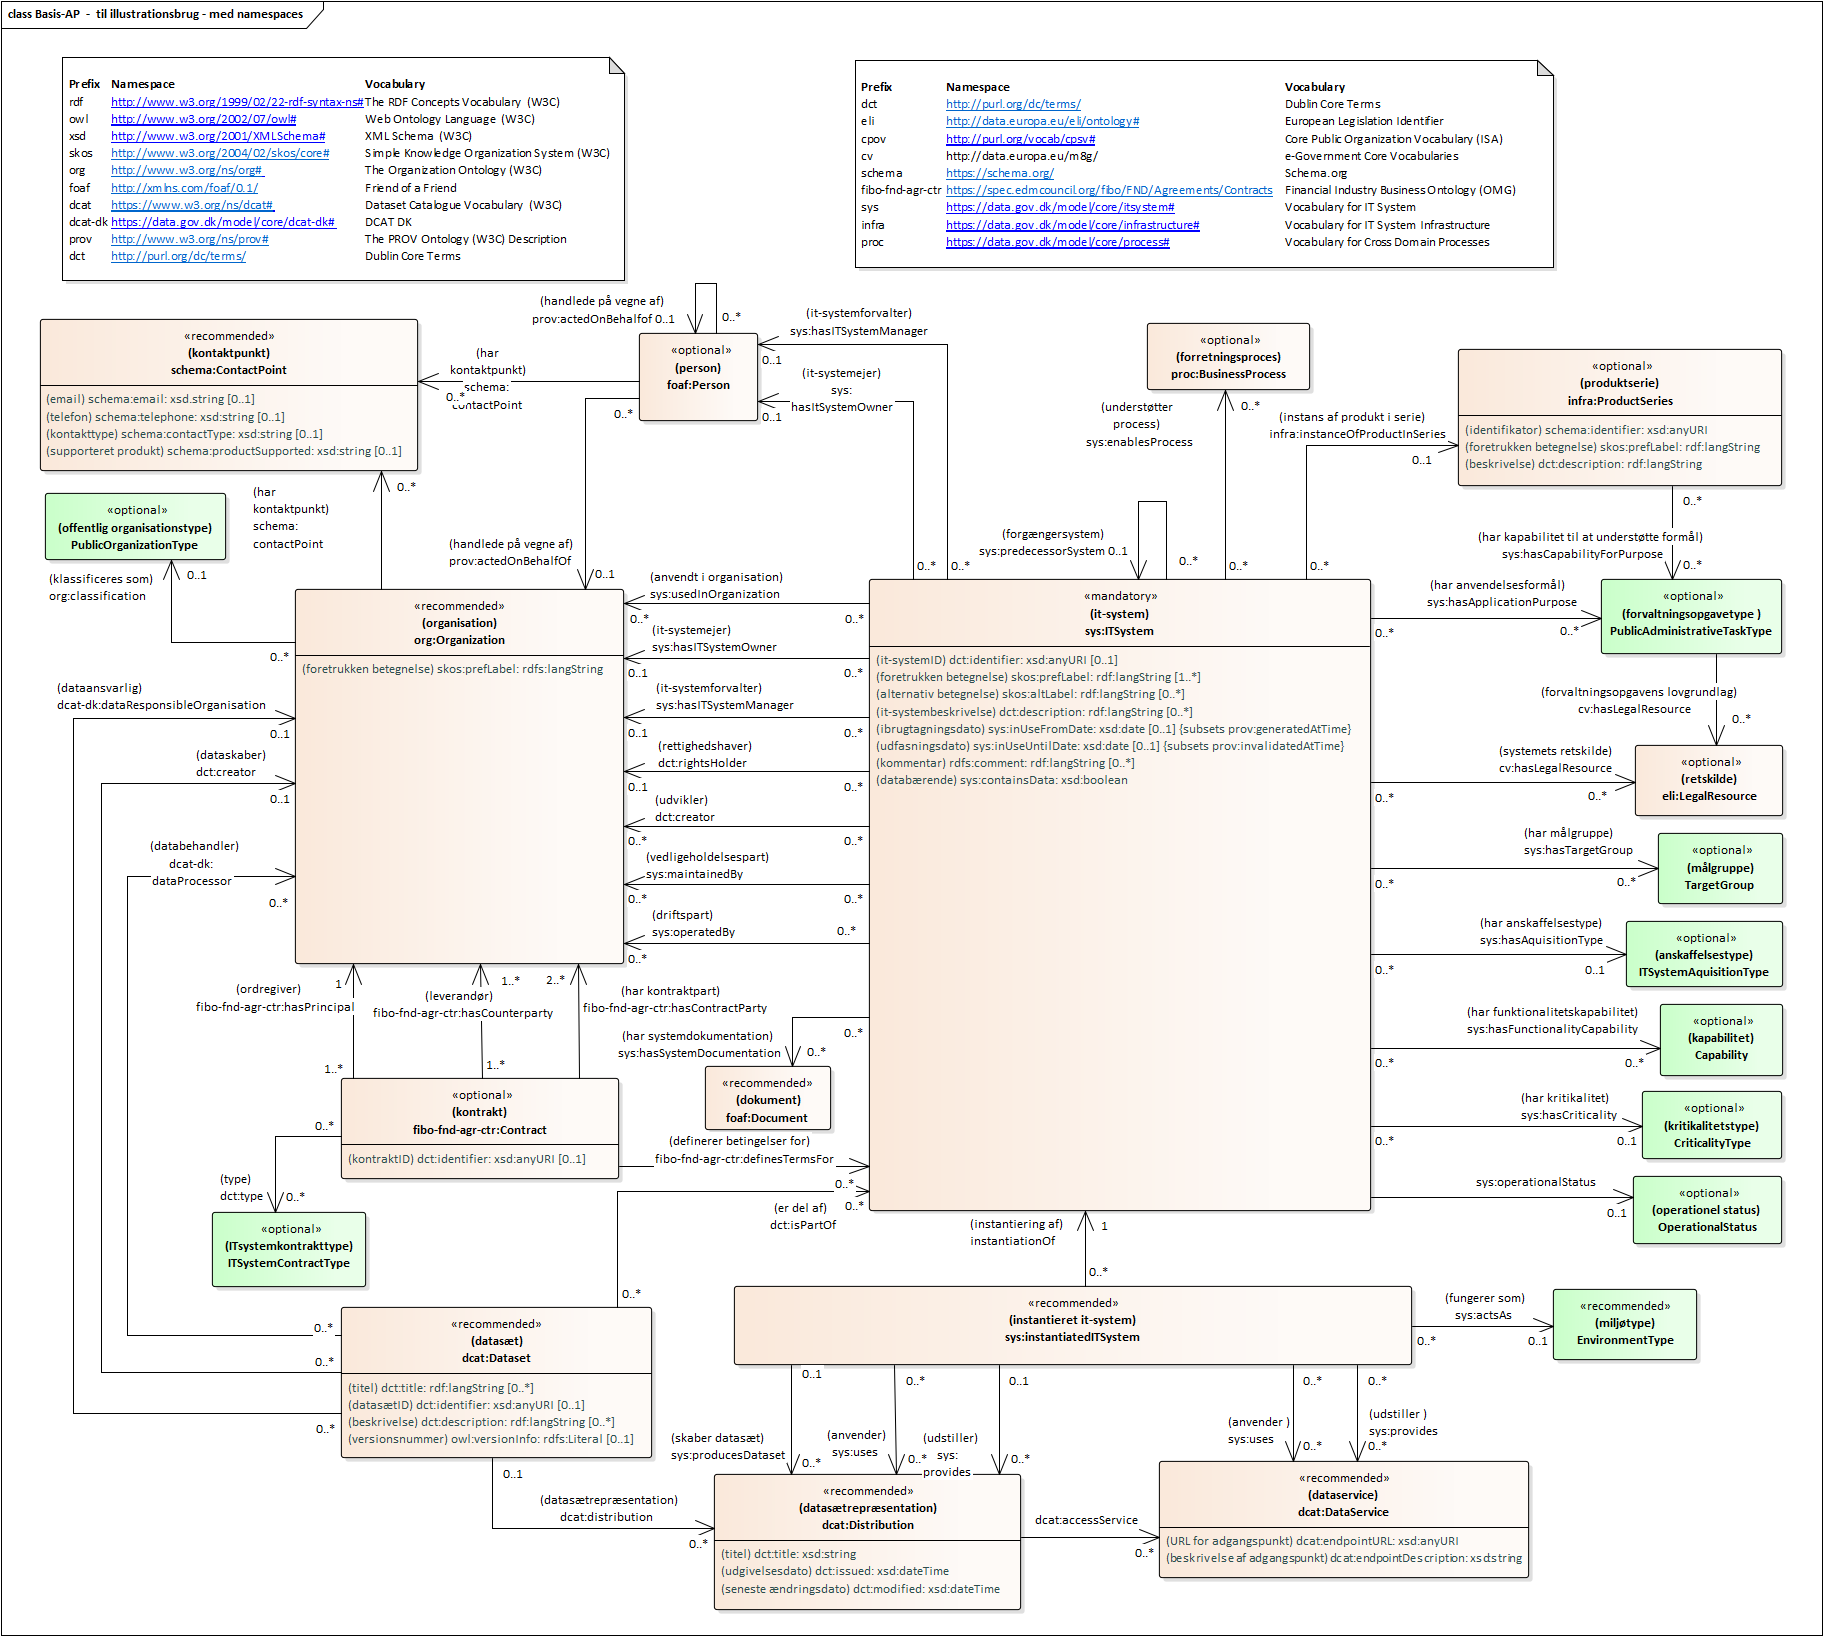 class Basis-AP  -  til illustrationsbrug - med namespaces
Prefix Namespace Vocabulary
rdf http://www.w3.org/1999/02/22-rdf-syntax-ns# The RDF Concepts Vocabulary (W3C)
owl http://www.w3.org/2002/07/owl# Web Ontology Language (W3C)
xsd http://www.w3.org/2001/XMLSchema# XML Schema (W3C)
skos http://www.w3.org/2004/02/skos/core# Simple Knowledge Organization System (W3C)
org http://www.w3.org/ns/org# The Organization Ontology (W3C)
foaf http://xmlns.com/foaf/0.1/ Friend of a Friend
dcat https://www.w3.org/ns/dcat# Dataset Catalogue Vocabulary (W3C)
dcat-dk https://data.gov.dk/model/core/dcat-dk# DCAT DK
prov http://www.w3.org/ns/prov# The PROV Ontology (W3C) Description
dct http://purl.org/dc/terms/ Dublin Core Terms
Prefix Namespace Vocabulary
dct http://purl.org/dc/terms/ Dublin Core Terms
eli http://data.europa.eu/eli/ontology# European Legislation Identifier
cpov http://purl.org/vocab/cpsv# Core Public Organization Vocabulary (ISA)
cv http://data.europa.eu/m8g/ e-Government Core Vocabularies
schema https://schema.org/ Schema.org
fibo-fnd-agr-ctr https://spec.edmcouncil.org/fibo/FND/Agreements/Contracts Financial Industry Business Ontology (OMG)
sys https://data.gov.dk/model/core/itsystem# Vocabulary for IT System
infra https://data.gov.dk/model/core/infrastructure# Vocabulary for IT System Infrastructure
proc https://data.gov.dk/model/core/process# Vocabulary for Cross Domain Processes
(handlede på vegne af)
prov:actedOnBehalfof 0..1
0..*
«recommended»
(kontaktpunkt)
schema:ContactPoint
(email) schema:email: xsd.string [0..1]
(telefon) schema:telephone: xsd:string [0..1]
(kontakttype) schema:contactType: xsd:string [0..1]
(supporteret produkt) schema:productSupported: xsd:string [0..1]
(har
kontaktpunkt)
schema:
contactPoint
0..*
«optional»
(person)
foaf:Person
0..*
(it-systemforvalter)
sys:hasITSystemManager
0..1
(it-systemejer)
sys:
hasItSystemOwner
0..1
«optional»
(forretningsproces)
proc:BusinessProcess
(understøtter
process)
sys:enablesProcess
0..*
(instans af produkt i serie)
infra:instanceOfProductInSeries
0..1
«optional»
(produktserie)
infra:ProductSeries
(identifikator) schema:identifier: xsd:anyURI
(foretrukken betegnelse) skos:prefLabel: rdf:langString
(beskrivelse) dct:description: rdf:langString
0..*
(har kapabilitet til at understøtte formål)
sys:hasCapabilityForPurpose
0..*
«optional»
(offentlig organisationstype)
PublicOrganizationType
(klassificeres som)
org:classification
0..1
0..*
(har
kontaktpunkt)
schema:
contactPoint
0..*
(handlede på vegne af)
prov:actedOnBehalfOf
0..1
(forgængersystem)
sys:predecessorSystem 0..1
0..*
0..*
0..*
0..*
0..*
«recommended»
(organisation)
org:Organization
(foretrukken betegnelse) skos:prefLabel: rdfs:langString
(anvendt i organisation)
sys:usedInOrganization
0..*
0..*
(it-systemejer)
sys:hasITSystemOwner
0..1
0..*
(it-systemforvalter)
sys:hasITSystemManager
0..1
0..*
(rettighedshaver)
dct:rightsHolder
0..1
0..*
(udvikler)
dct:creator
0..*
0..*
(vedligeholdelsespart)
sys:maintainedBy
0..*
0..*
(driftspart)
sys:operatedBy
0..*
0..*
«mandatory»
(it-system)
sys:ITSystem
(it-systemID) dct:identifier: xsd:anyURI [0..1]
(foretrukken betegnelse) skos:prefLabel: rdf:langString [1..*]
(alternativ betegnelse) skos:altLabel: rdf:langString [0..*]
(it-systembeskrivelse) dct:description: rdf:langString [0..*]
(ibrugtagningsdato) sys:inUseFromDate: xsd:date [0..1] {subsets prov:generatedAtTime}
(udfasningsdato) sys:inUseUntilDate: xsd:date [0..1] {subsets prov:invalidatedAtTime}
(kommentar) rdfs:comment: rdf:langString [0..*]
(databærende) sys:containsData: xsd:boolean
(har anvendelsesformål)
sys:hasApplicationPurpose
0..*
0..*
«optional»
(forvaltningsopgavetype )
PublicAdministrativeTaskType
(forvaltningsopgavens lovgrundlag)
cv:hasLegalResource
0..*
(systemets retskilde)
cv:hasLegalResource
0..*
0..*
«optional»
(retskilde)
eli:LegalResource
(har målgruppe)
sys:hasTargetGroup
0..*
0..*
«optional»
(målgruppe)
TargetGroup
(har anskaffelsestype)
sys:hasAquisitionType
0..*
0..1
«optional»
(anskaffelsestype)
ITSystemAquisitionType
(har funktionalitetskapabilitet)
sys:hasFunctionalityCapability
0..*
0..*
«optional»
(kapabilitet)
Capability
(har kritikalitet)
sys:hasCriticality
0..*
0..1
«optional»
(kritikalitetstype)
CriticalityType
sys:operationalStatus
0..1
«optional»
(operationel status)
OperationalStatus
(dataansvarlig)
dcat-dk:dataResponsibleOrganisation
0..1
(dataskaber)
dct:creator
0..1
(databehandler)
dcat-dk:
dataProcessor
0..*
(ordregiver)
fibo-fnd-agr-ctr:hasPrincipal
1
1..*
(leverandør)
fibo-fnd-agr-ctr:hasCounterparty
1..*
1..*
2..*
(har kontraktpart)
fibo-fnd-agr-ctr:hasContractParty
(har systemdokumentation)
sys:hasSystemDocumentation
0..*
0..*
«recommended»
(dokument)
foaf:Document
«optional»
(kontrakt)
fibo-fnd-agr-ctr:Contract
(kontraktID) dct:identifier: xsd:anyURI [0..1]
(definerer betingelser for)
fibo-fnd-agr-ctr:definesTermsFor
0..*
0..*
(type)
dct:type
0..*
«optional»
(ITsystemkontrakttype)
ITSystemContractType
(er del af)
dct:isPartOf
0..*
0..*
(instantiering af)
instantiationOf
1
0..*
«recommended»
(datasæt)
dcat:Dataset
(titel) dct:title: rdf:langString [0..*]
(datasætID) dct:identifier: xsd:anyURI [0..1]
(beskrivelse) dct:description: rdf:langString [0..*]
(versionsnummer) owl:versionInfo: rdfs:Literal [0..1]
0..*
0..*
0..*
«recommended»
(instantieret it-system)
sys:instantiatedITSystem
(fungerer som)
sys:actsAs
0..*
0..1
«recommended»
(miljøtype)
EnvironmentType
0..1
(skaber datasæt)
sys:producesDataset
0..*
0..*
(anvender)
sys:uses
0..*
0..1
(udstiller)
sys:
provides
0..*
0..*
(anvender )
sys:uses
0..*
0..*
(udstiller )
sys:provides
0..*
0..1
(datasætrepræsentation)
dcat:distribution
0..*
«recommended»
(datasætrepræsentation)
dcat:Distribution
(titel) dct:title: xsd:string
(udgivelsesdato) dct:issued: xsd:dateTime
(seneste ændringsdato) dct:modified: xsd:dateTime
dcat:accessService
0..*
«recommended»
(dataservice)
dcat:DataService
(URL for adgangspunkt) dcat:endpointURL: xsd:anyURI
(beskrivelse af adgangspunkt) dcat:endpointDescription: xsd:string